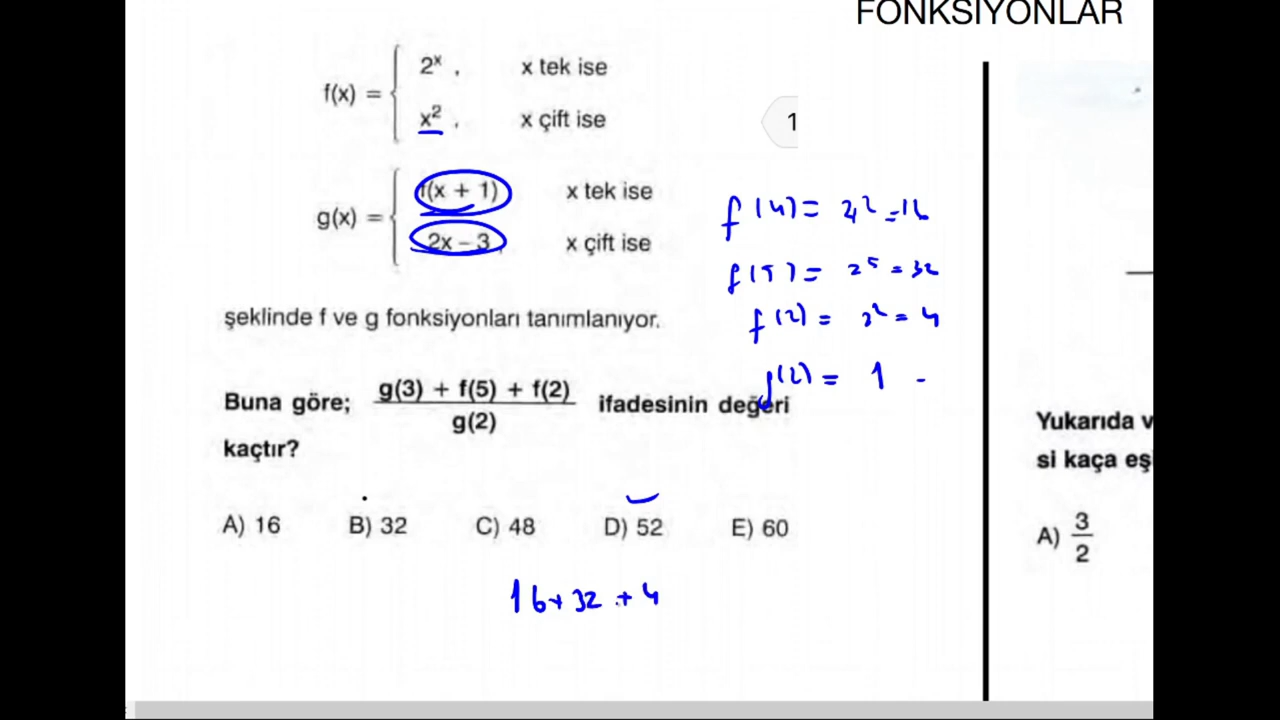 FONKSİYONLAR
f(x) = { 2ˣ , x tek ise
x² , x çift ise
1
g(x) = { f(x + 1) x tek ise
2x – 3 x çift ise
f(4) = 4² = 16
f(5) = 2⁵ = 32
f(2) = 2² = 4
g(2) = 1
şeklinde f ve g fonksiyonları tanımlanıyor.
Buna göre; g(3) + f(5) + f(2) / g(2) ifadesinin değeri
kaçtır?
A) 16 B) 32 C) 48 D) 52 E) 60
16 + 32 + 4
Yukarıda v
si kaça eş
A) 3/2